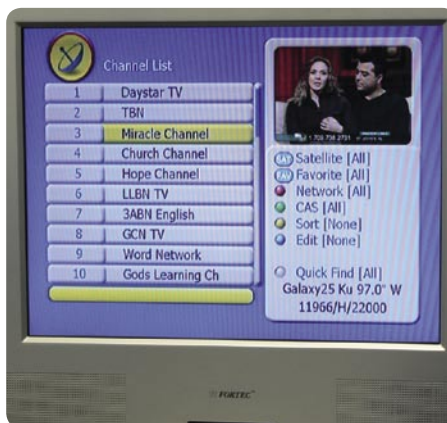 Channel List
1 Daystar TV
2 TBN
3 Miracle Channel
4 Church Channel
5 Hope Channel
6 LLBN TV
7 3ABN English
8 GCN TV
9 Word Network
10 Gods Learning Ch
SAT Satellite [All]
FAV Favorite [All]
Network [All]
CAS [All]
Sort [None]
Edit [None]
Quick Find [All]
Galaxy25 Ku 97.0° W
11966/H/22000
FORTEC